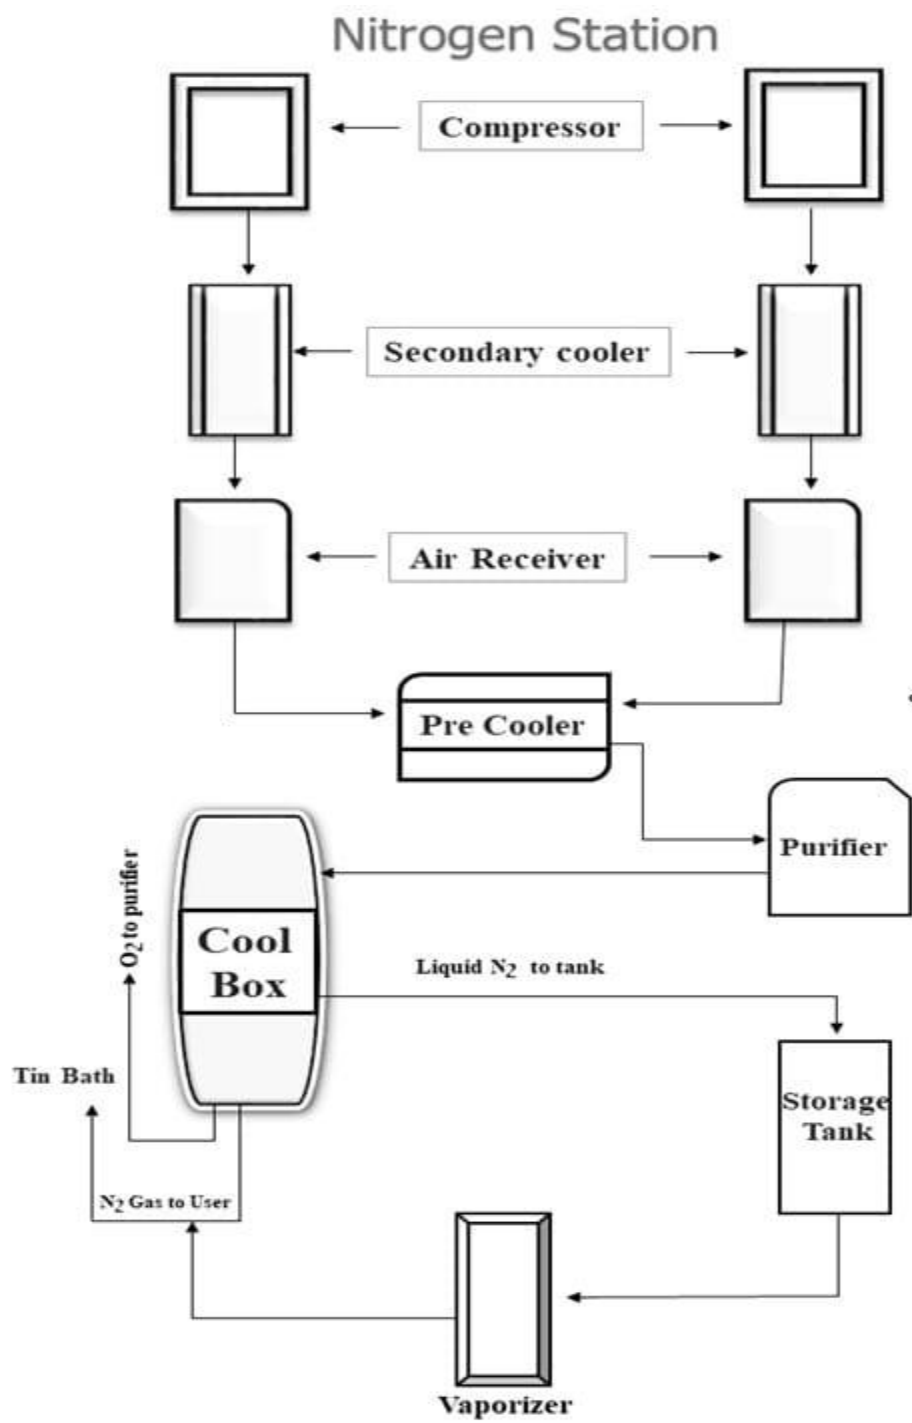 Nitrogen Station
Compressor
Secondary cooler
Air Receiver
Pre Cooler
Purifier
O₂ to purifier
Cool
Box
Liquid N₂ to tank
Tin Bath
Storage
Tank
N₂ Gas to User
Vaporizer